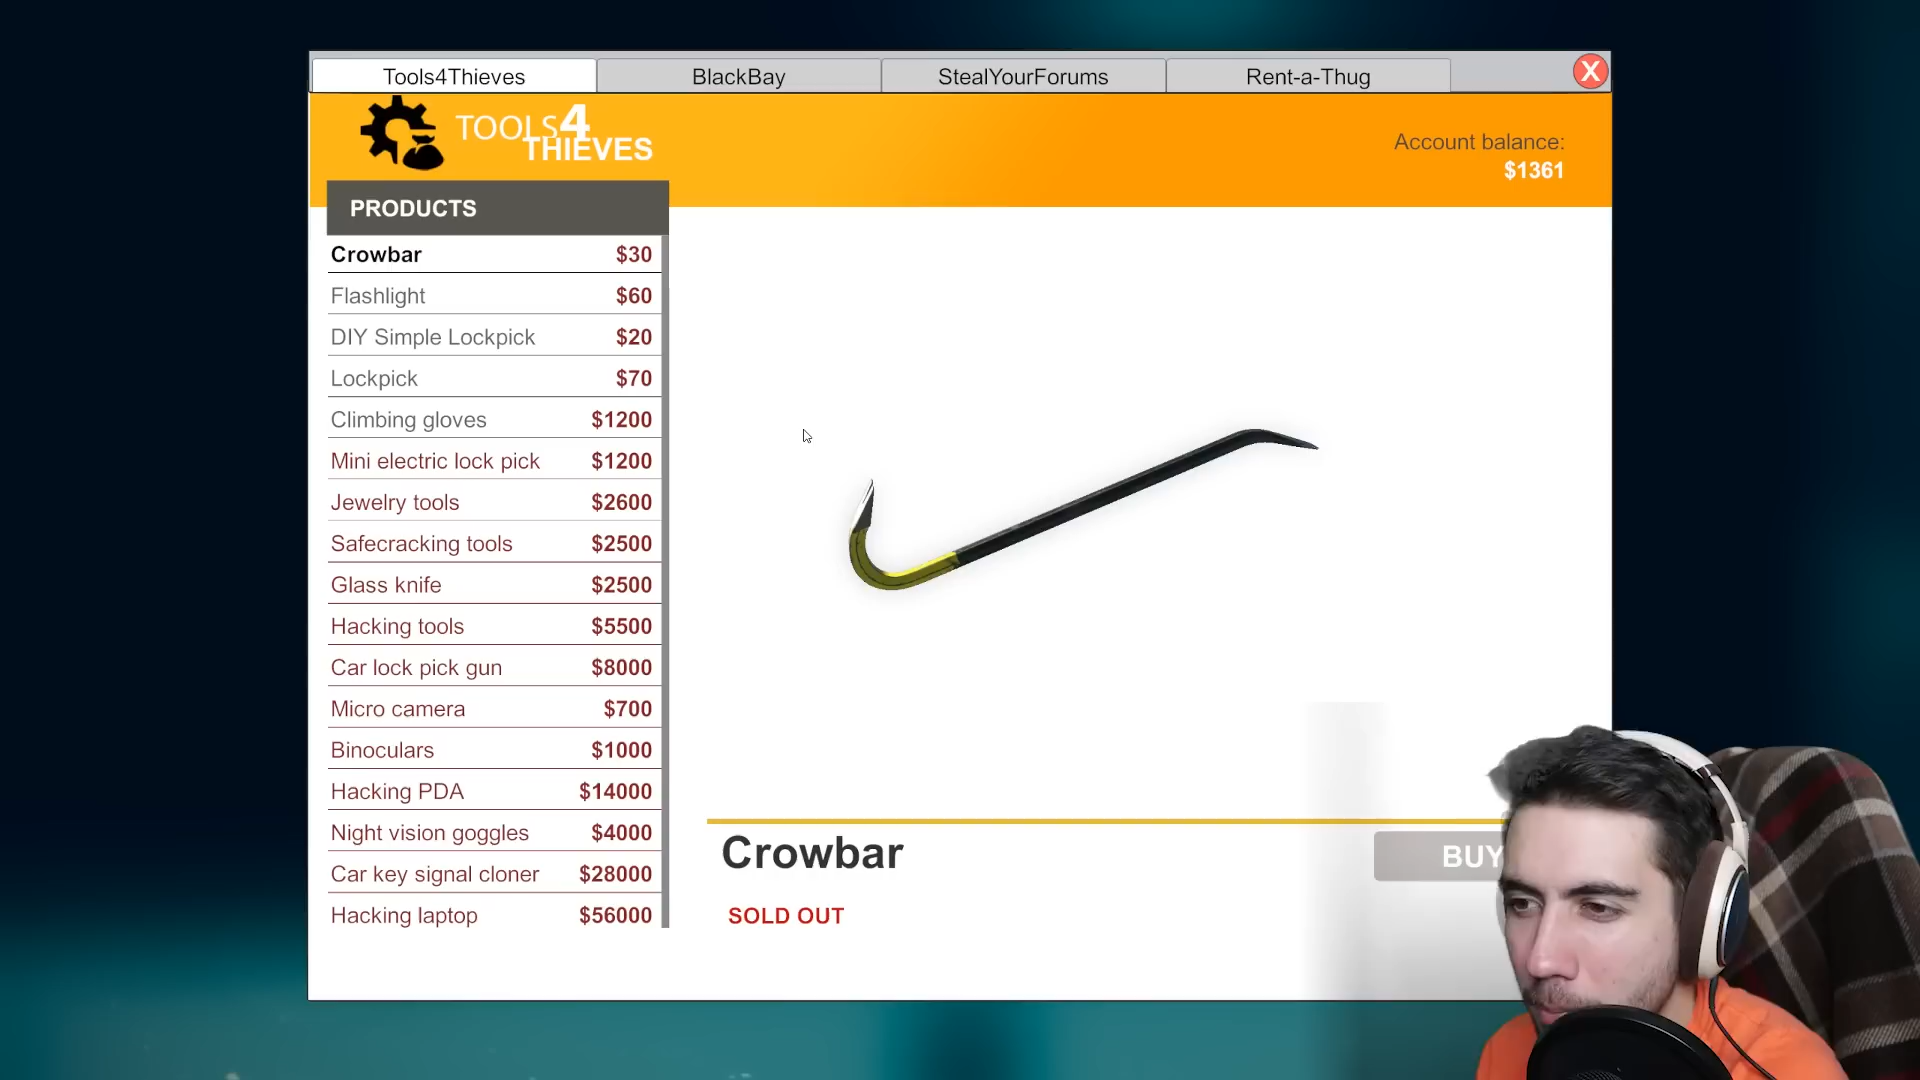 Tools4Thieves BlackBay StealYourForums Rent-a-Thug X
TOOLS4
THIEVES
Account balance:
$1361
PRODUCTS
Crowbar $30
Flashlight $60
DIY Simple Lockpick $20
Lockpick $70
Climbing gloves $1200
Mini electric lock pick $1200
Jewelry tools $2600
Safecracking tools $2500
Glass knife $2500
Hacking tools $5500
Car lock pick gun $8000
Micro camera $700
Binoculars $1000
Hacking PDA $14000
Night vision goggles $4000
Car key signal cloner $28000
Hacking laptop $56000
Crowbar
BUY
SOLD OUT